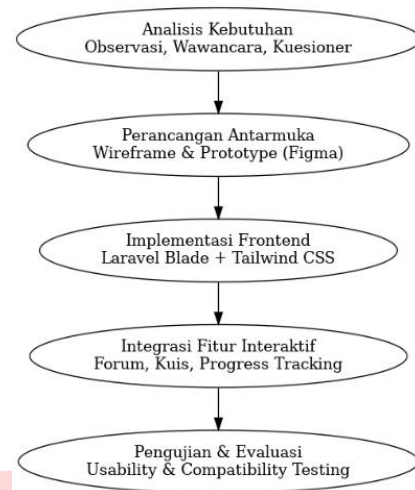 Analisis Kebutuhan
Observasi, Wawancara, Kuesioner
Perancangan Antarmuka
Wireframe & Prototype (Figma)
Implementasi Frontend
Laravel Blade + Tailwind CSS
Integrasi Fitur Interaktif
Forum, Kuis, Progress Tracking
Pengujian & Evaluasi
Usability & Compatibility Testing